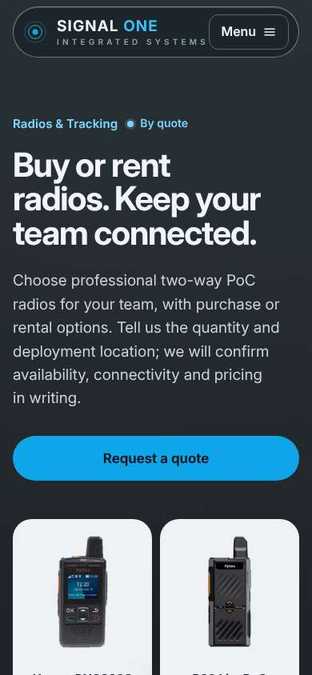 SIGNAL ONE
INTEGRATED SYSTEMS
Menu
Radios & Tracking
By quote
Buy or rent
radios. Keep your
team connected.
Choose professional two-way PoC
radios for your team, with purchase or
rental options. Tell us the quantity and
deployment location; we will confirm
availability, connectivity and pricing
in writing.
Request a quote
Hytera